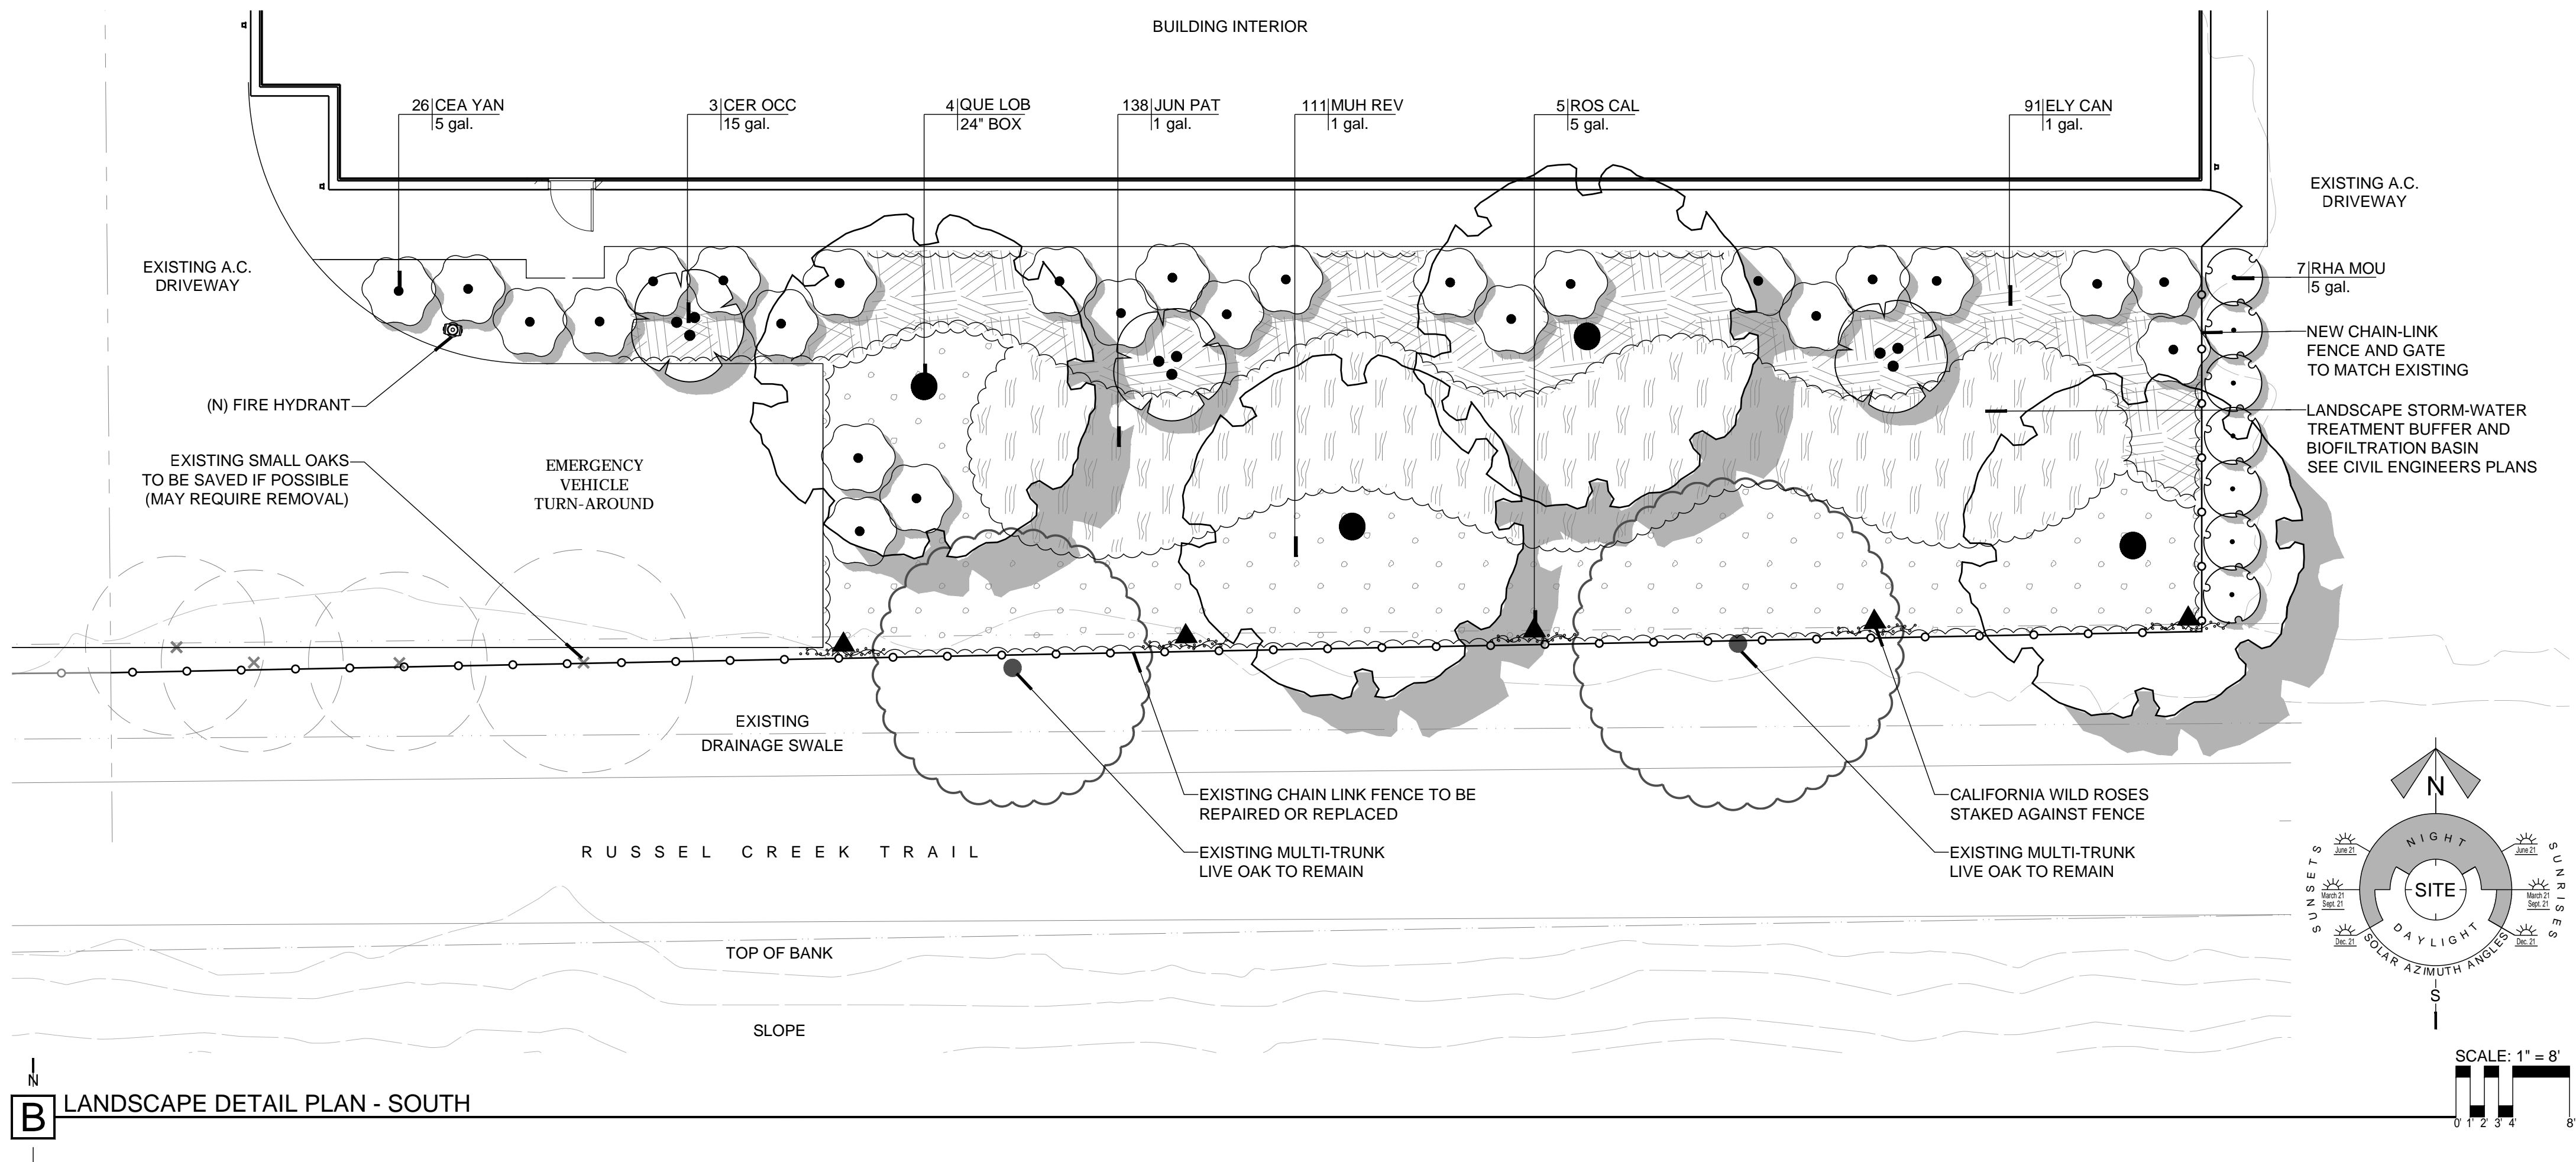 BUILDING INTERIOR
26 CEA YAN
5 gal.
3 CER OCC
15 gal.
4 QUE LOB
24" BOX
138 JUN PAT
1 gal.
111 MUH REV
1 gal.
5 ROS CAL
5 gal.
91 ELY CAN
1 gal.
EXISTING A.C.
DRIVEWAY
EXISTING A.C.
DRIVEWAY
7 RHA MOU
5 gal.
NEW CHAIN-LINK
FENCE AND GATE
TO MATCH EXISTING
(N) FIRE HYDRANT
LANDSCAPE STORM-WATER
TREATMENT BUFFER AND
BIOFILTRATION BASIN
SEE CIVIL ENGINEERS PLANS
EXISTING SMALL OAKS
TO BE SAVED IF POSSIBLE
(MAY REQUIRE REMOVAL)
EMERGENCY
VEHICLE
TURN-AROUND
EXISTING
DRAINAGE SWALE
EXISTING CHAIN LINK FENCE TO BE
REPAIRED OR REPLACED
CALIFORNIA WILD ROSES
STAKED AGAINST FENCE
RUSSEL CREEK TRAIL
EXISTING MULTI-TRUNK
LIVE OAK TO REMAIN
EXISTING MULTI-TRUNK
LIVE OAK TO REMAIN
N
NIGHT
SITE
DAYLIGHT
SOLAR AZIMUTH ANGLES
S
SUNSETS
June 21
March 21
Sept. 21
Dec. 21
SUNRISES
June 21
March 21
Sept. 21
Dec. 21
TOP OF BANK
SLOPE
SCALE: 1" = 8'
0' 1' 2' 3' 4' 8'
N
B LANDSCAPE DETAIL PLAN - SOUTH